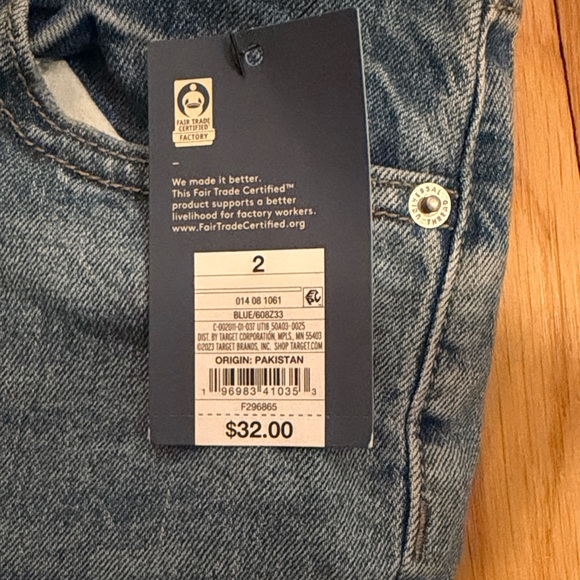 FAIR TRADE
CERTIFIED
FACTORY
We made it better.
This Fair Trade Certified™
product supports a better
livelihood for factory workers.
www.FairTradeCertified.org
2
014 08 1061
BLUE/608Z33
C-002011-01-037 UT18_50A03-0025
DIST. BY TARGET CORPORATION, MPLS., MN 55403
©2023 TARGET BRANDS, INC. SHOP TARGET.COM
ORIGIN: PAKISTAN
1 96983 41035 3
F296865
$32.00
UNIVERSAL